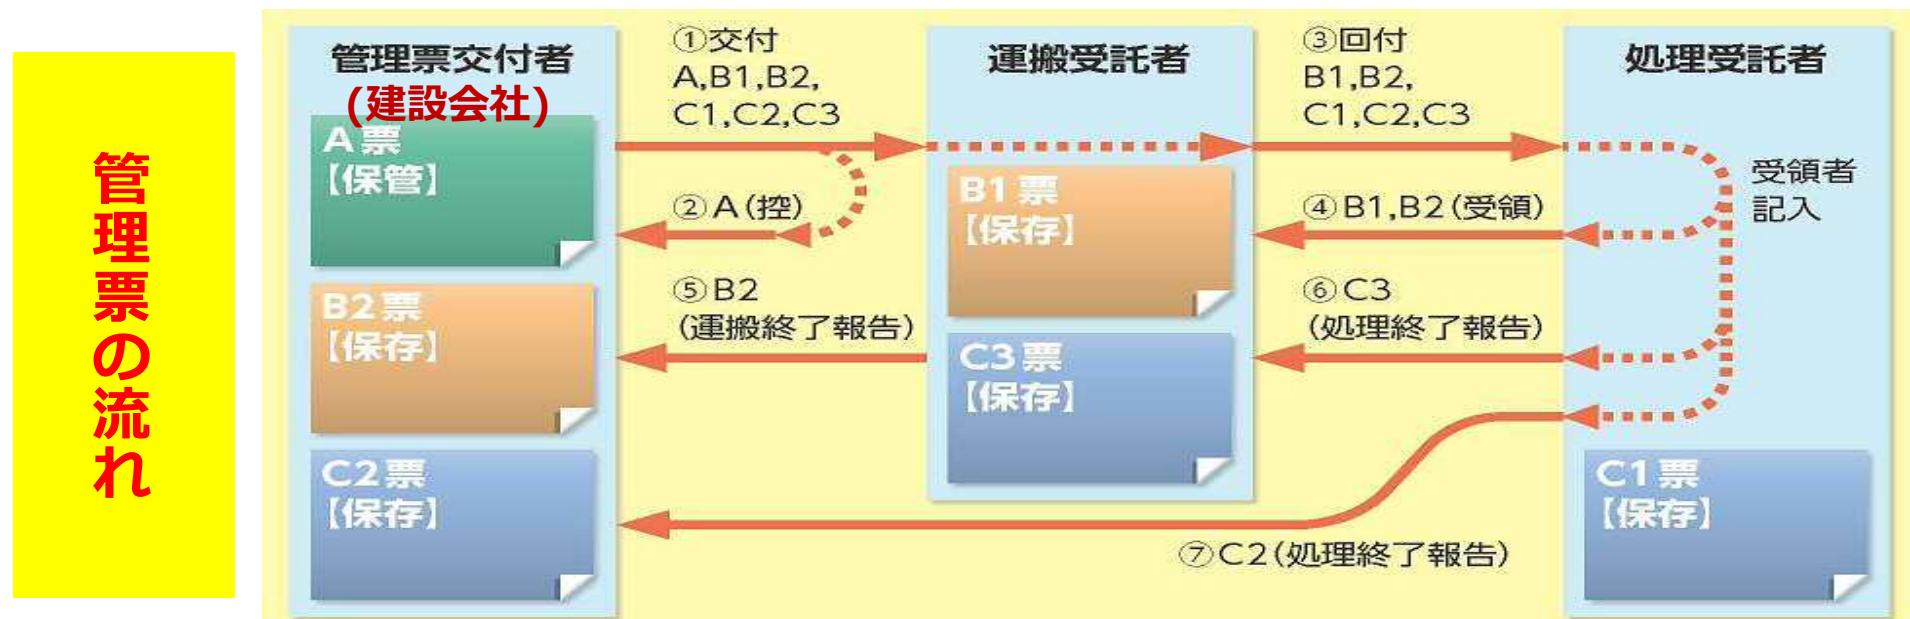 管理票の流れ
管理票交付者
(建設会社)
A票
【保管】
B2票
【保存】
C2票
【保存】
①交付
A,B1,B2,
C1,C2,C3
②A(控)
⑤B2
(運搬終了報告)
運搬受託者
B1票
【保存】
C3票
【保存】
③回付
B1,B2,
C1,C2,C3
④B1,B2(受領)
⑥C3
(処理終了報告)
⑦C2(処理終了報告)
処理受託者
受領者
記入
C1票
【保存】